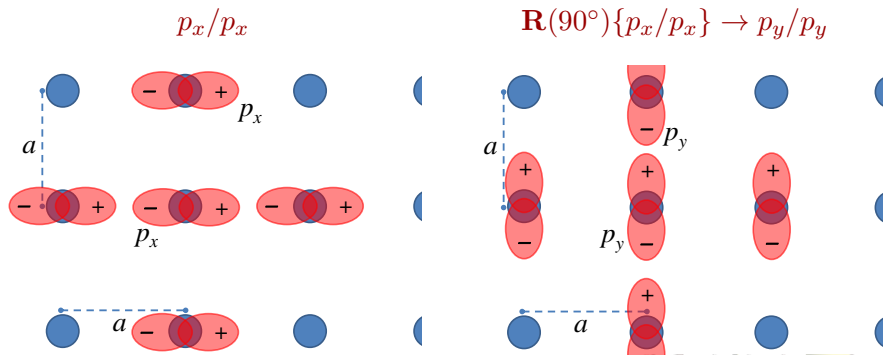 p_x/p_x
R(90°){p_x/p_x} → p_y/p_y
− +
p_x
−
p_y
a
a
− + − + − +
p_x
+ + +
− − −
p_y
− +
a
+
a